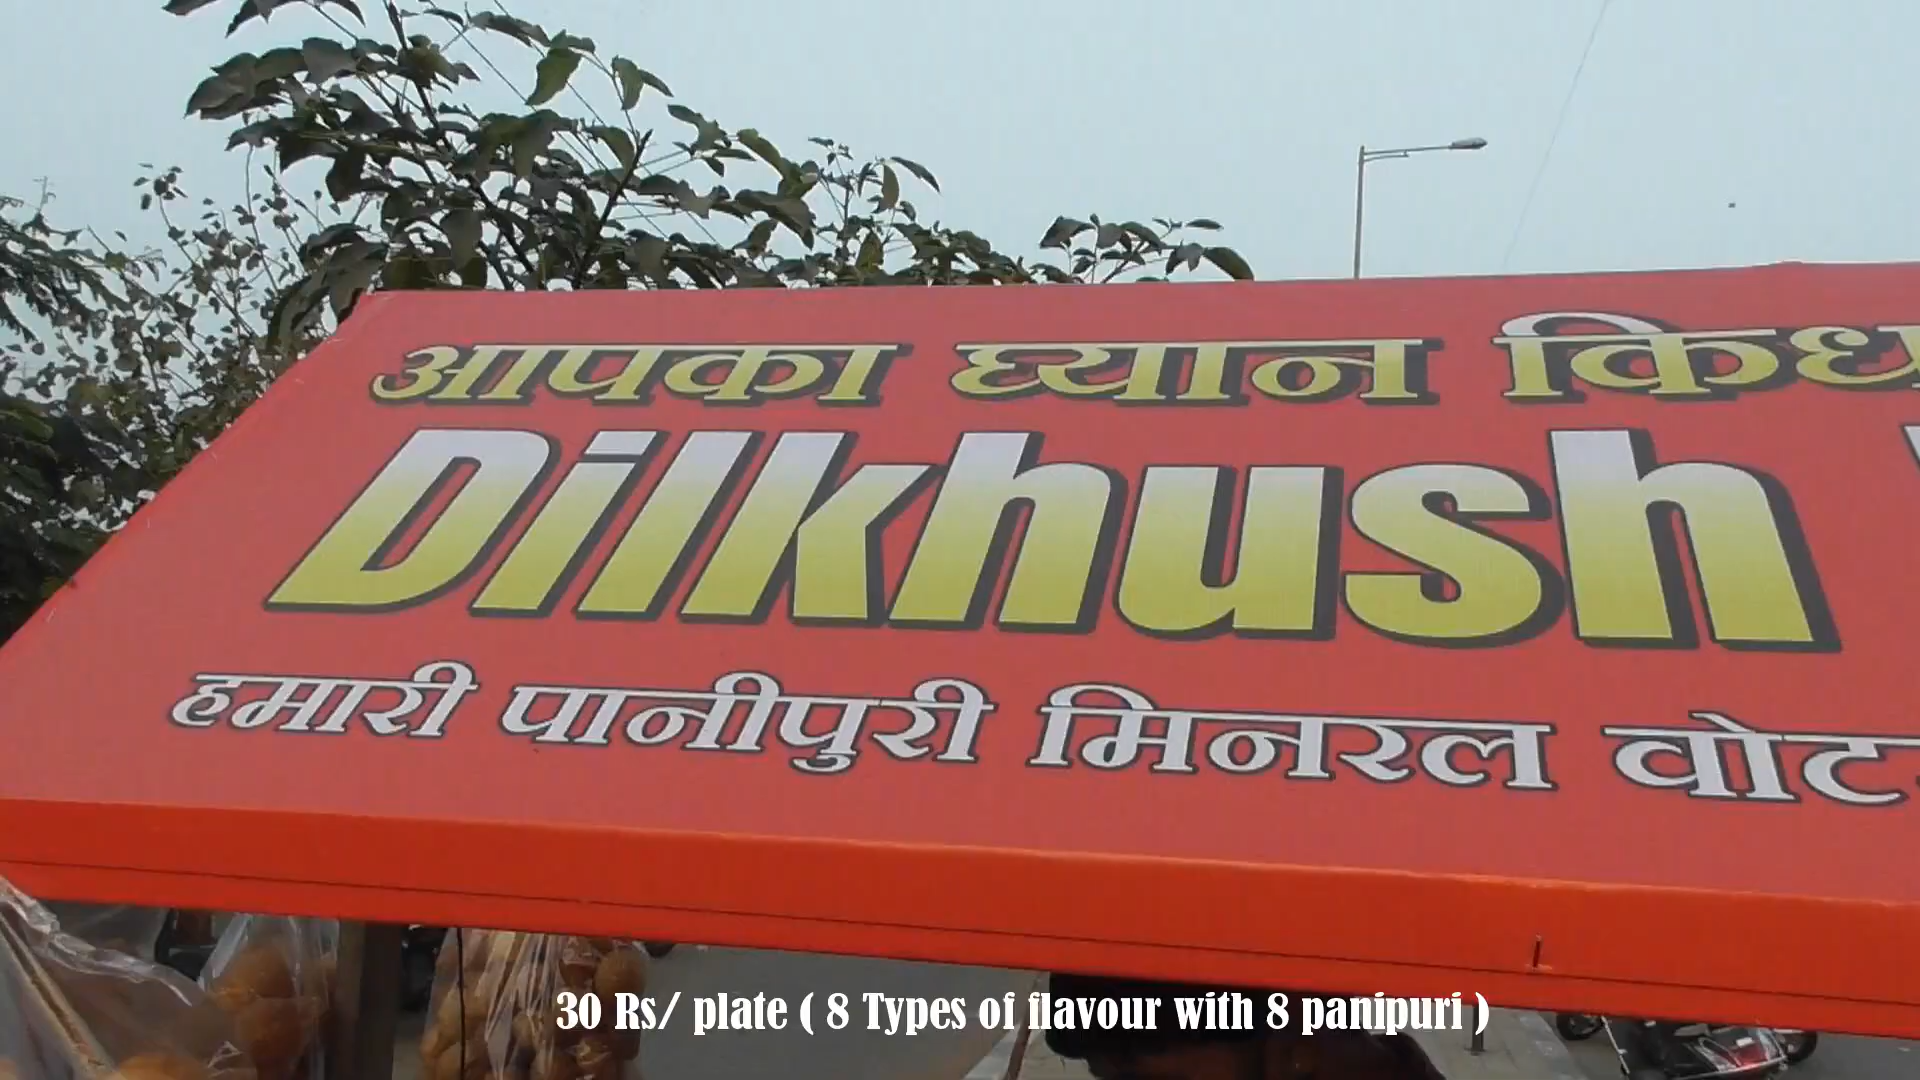 आपका घ्यान किध
Dilkhush
हमारी पानीपुरी मिनरल वोट
30 Rs/ plate ( 8 Types of flavour with 8 panipuri )